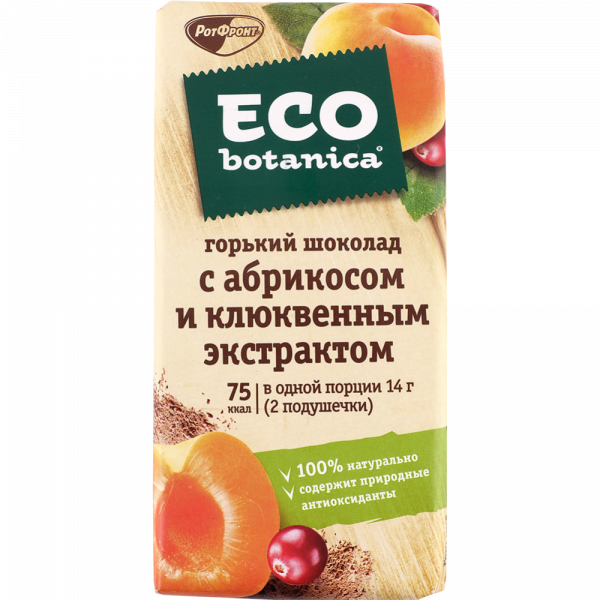 РотФронт
ECO
botanica®
горький шоколад
с абрикосом
и клюквенным
экстрактом
75
ккал
в одной порции 14 г
(2 подушечки)
100% натурально
содержит природные
антиоксиданты